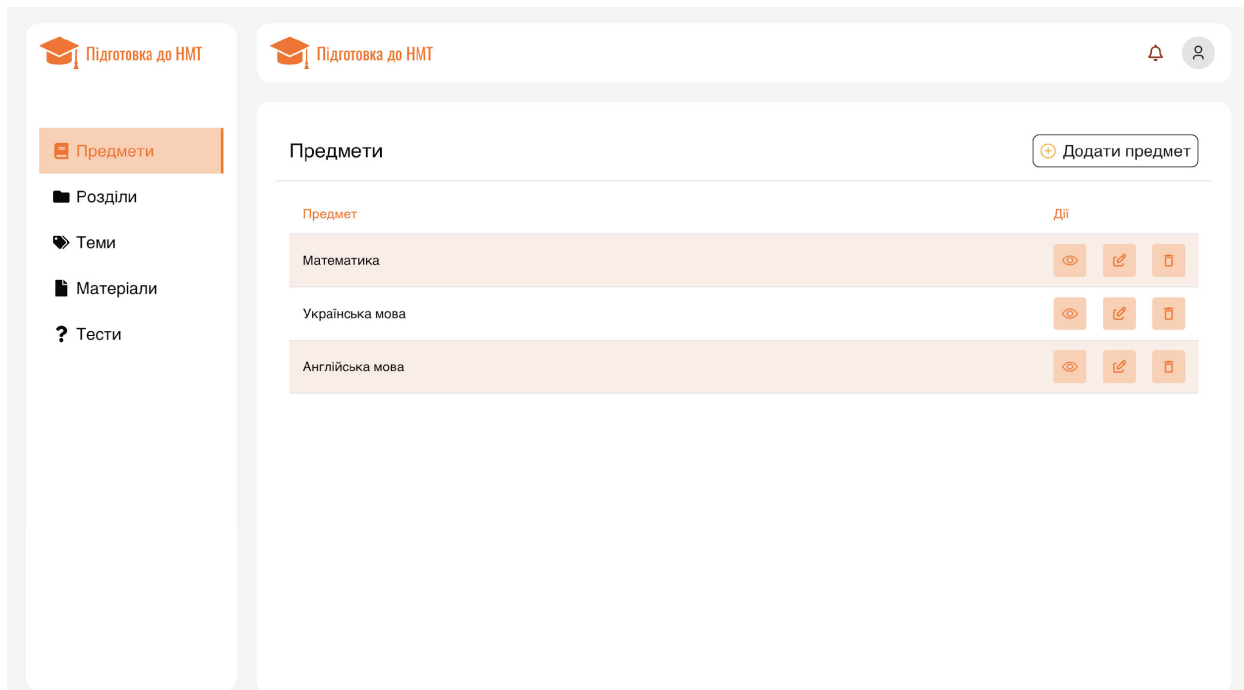 Підготовка до НМТ
Підготовка до НМТ
Предмети
Розділи
Теми
Матеріали
Тести
Предмети
Додати предмет
Предмет Дії
Математика
Українська мова
Англійська мова